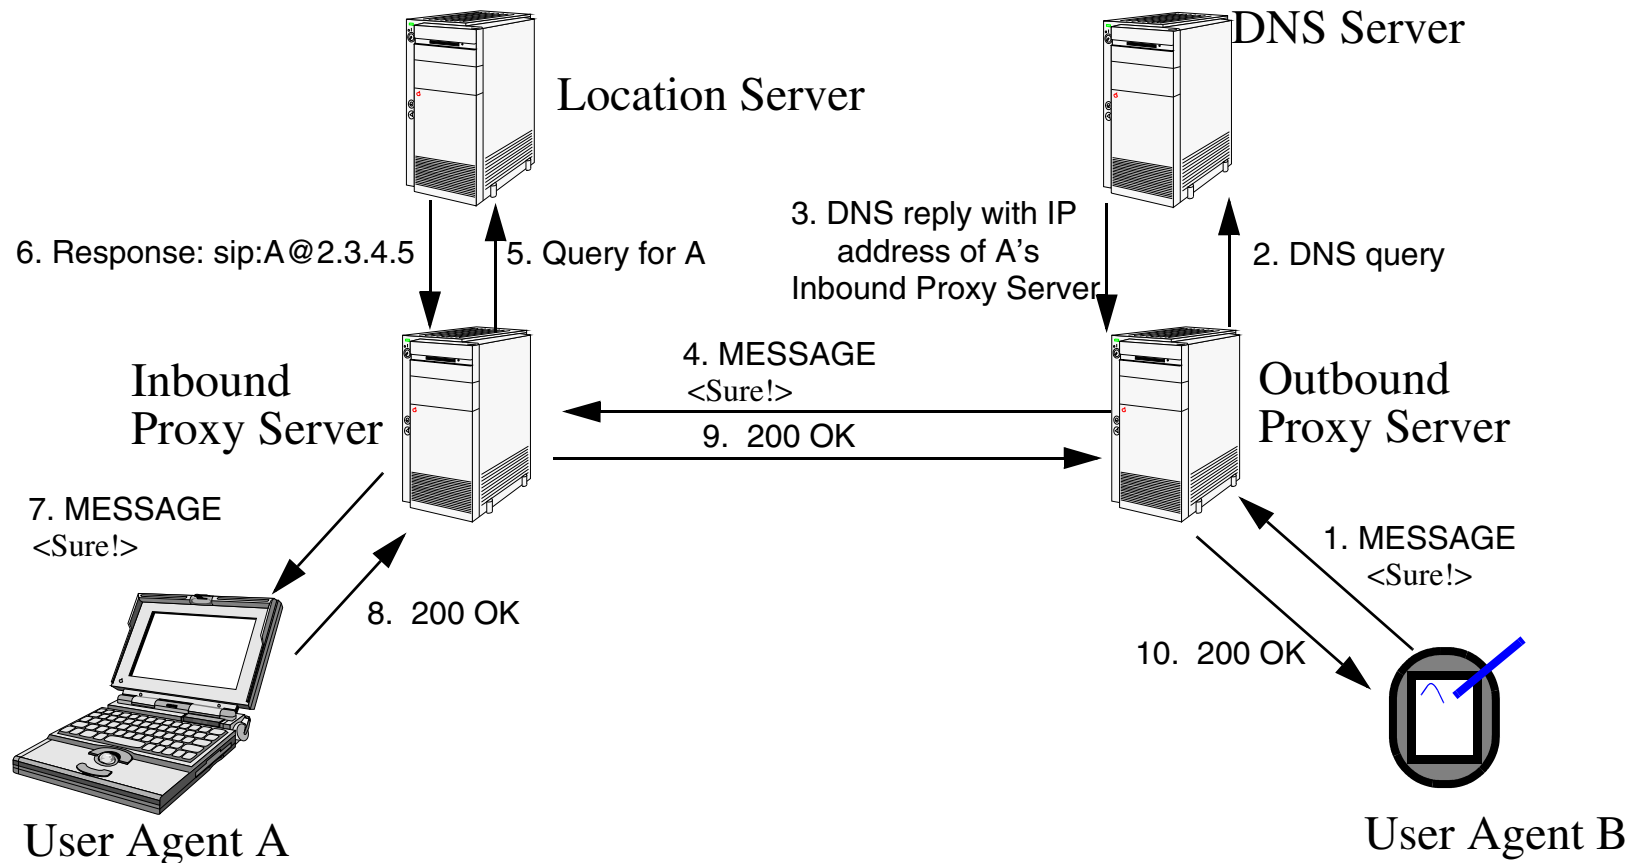 DNS Server
Location Server
3. DNS reply with IP
address of A's
Inbound Proxy Server
6. Response: sip:A@2.3.4.5
5. Query for A
2. DNS query
4. MESSAGE
<Sure!>
Inbound
Proxy Server
Outbound
Proxy Server
9. 200 OK
7. MESSAGE
<Sure!>
1. MESSAGE
<Sure!>
8. 200 OK
10. 200 OK
User Agent A
User Agent B